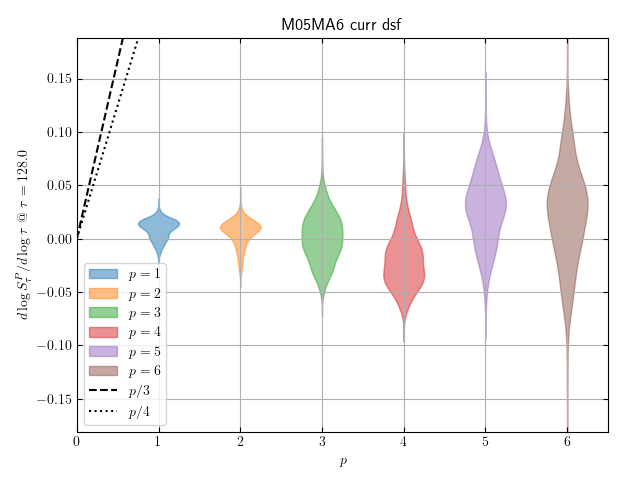 M05MA6 curr dsf
d log S_τ^P / d log τ @ τ = 128.0
0.15
0.10
0.05
0.00
−0.05
−0.10
−0.15
p = 1
p = 2
p = 3
p = 4
p = 5
p = 6
p/3
p/4
0 1 2 3 4 5 6
p